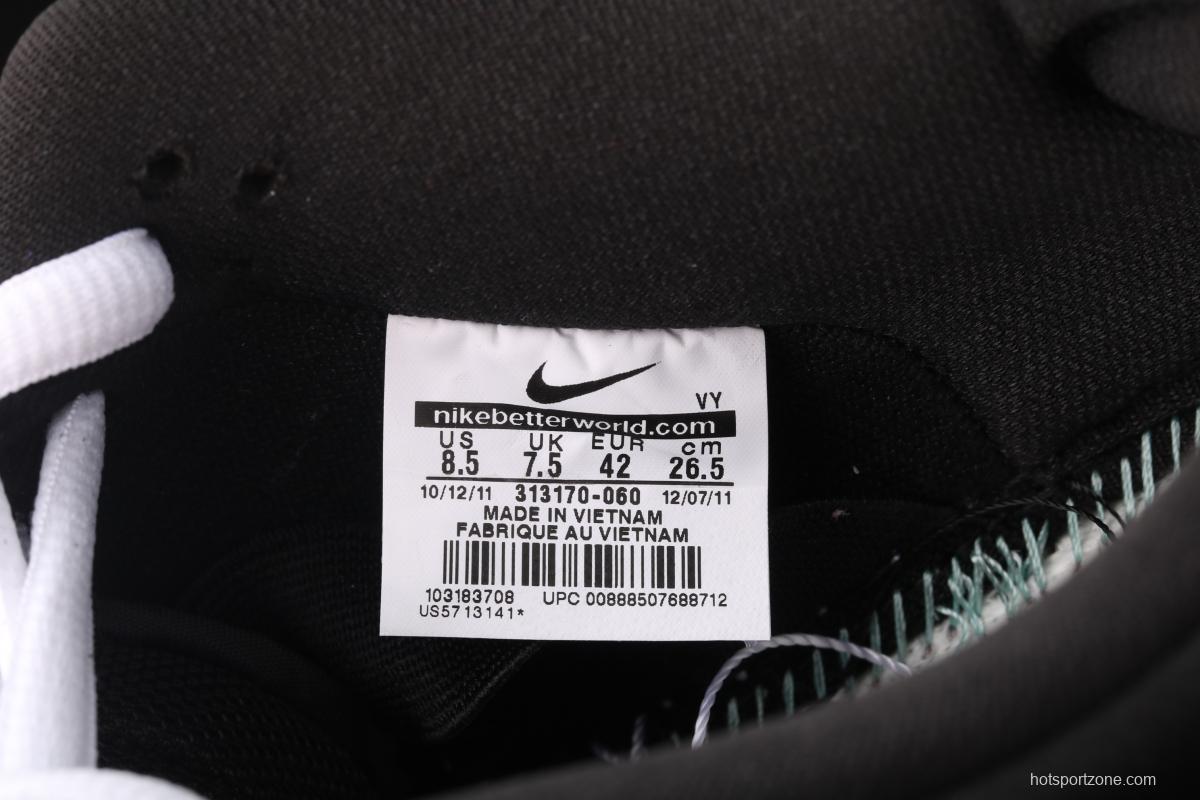 VY
nikebetterworld.com
US UK EUR cm
8.5 7.5 42 26.5
10/12/11 313170-060 12/07/11
MADE IN VIETNAM
FABRIQUE AU VIETNAM
103183708 UPC 00888507688712
US5713141*
hotsportzone.com